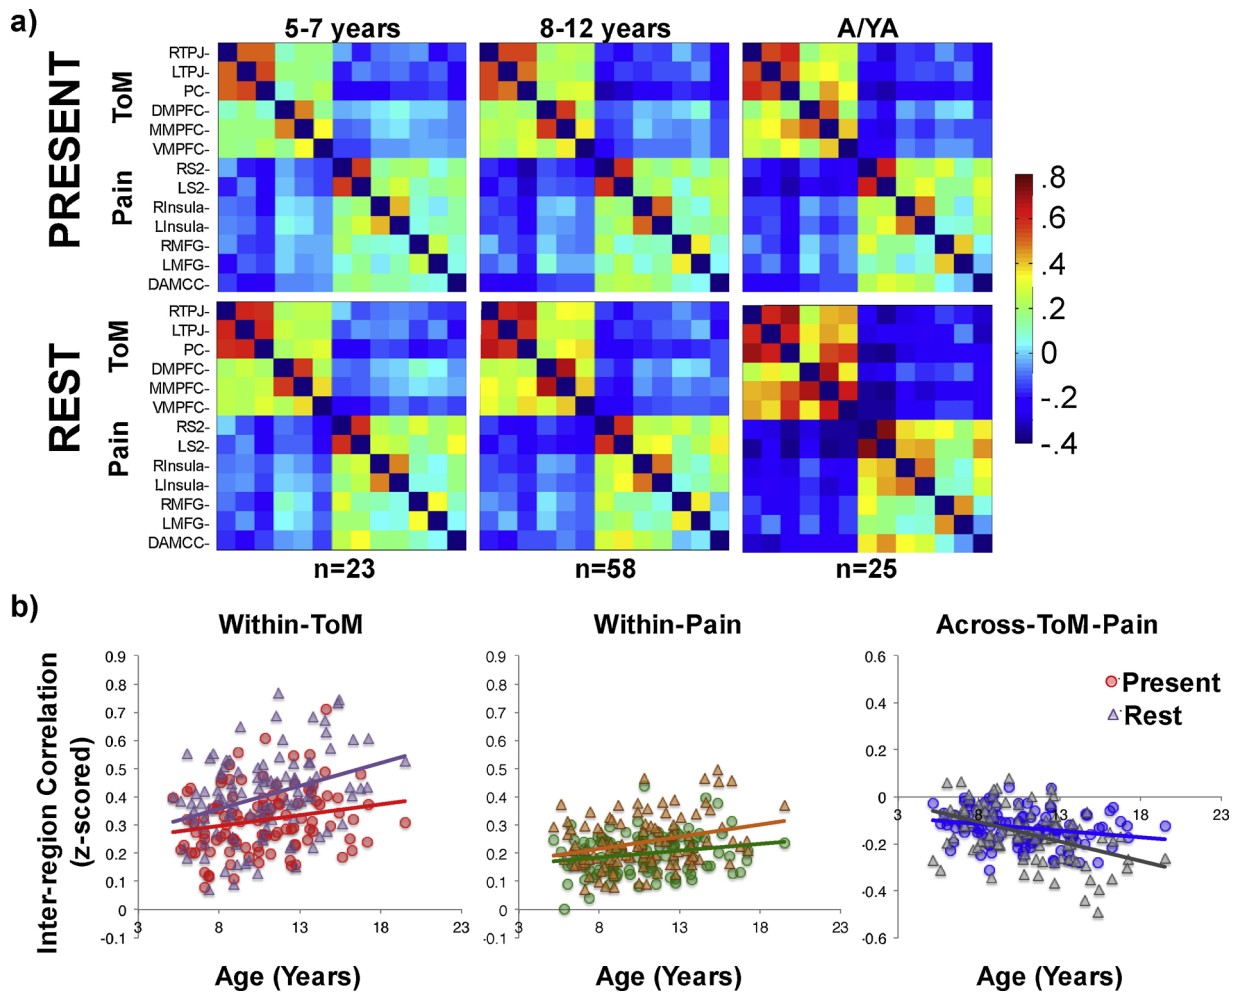 a)
5-7 years
8-12 years
A/YA
PRESENT
ToM
Pain
RTPJ-
LTPJ-
PC-
DMPFC-
MMPFC-
VMPFC-
RS2-
LS2-
RInsula-
LInsula-
RMFG-
LMFG-
DAMCC-
.8
.6
.4
.2
0
-.2
-.4
REST
ToM
Pain
RTPJ-
LTPJ-
PC-
DMPFC-
MMPFC-
VMPFC-
RS2-
LS2-
RInsula-
LInsula-
RMFG-
LMFG-
DAMCC-
n=23
n=58
n=25
b)
Within-ToM
Within-Pain
Across-ToM-Pain
Inter-region Correlation
(z-scored)
0.9
0.8
0.7
0.6
0.5
0.4
0.3
0.2
0.1
0
-0.1
3 8 13 18 23
Age (Years)
0.9
0.8
0.7
0.6
0.5
0.4
0.3
0.2
0.1
0
-0.1
3 8 13 18 23
Age (Years)
0.6
0.4
0.2
0
-0.2
-0.4
-0.6
3 8 13 18 23
Present
Rest
Age (Years)